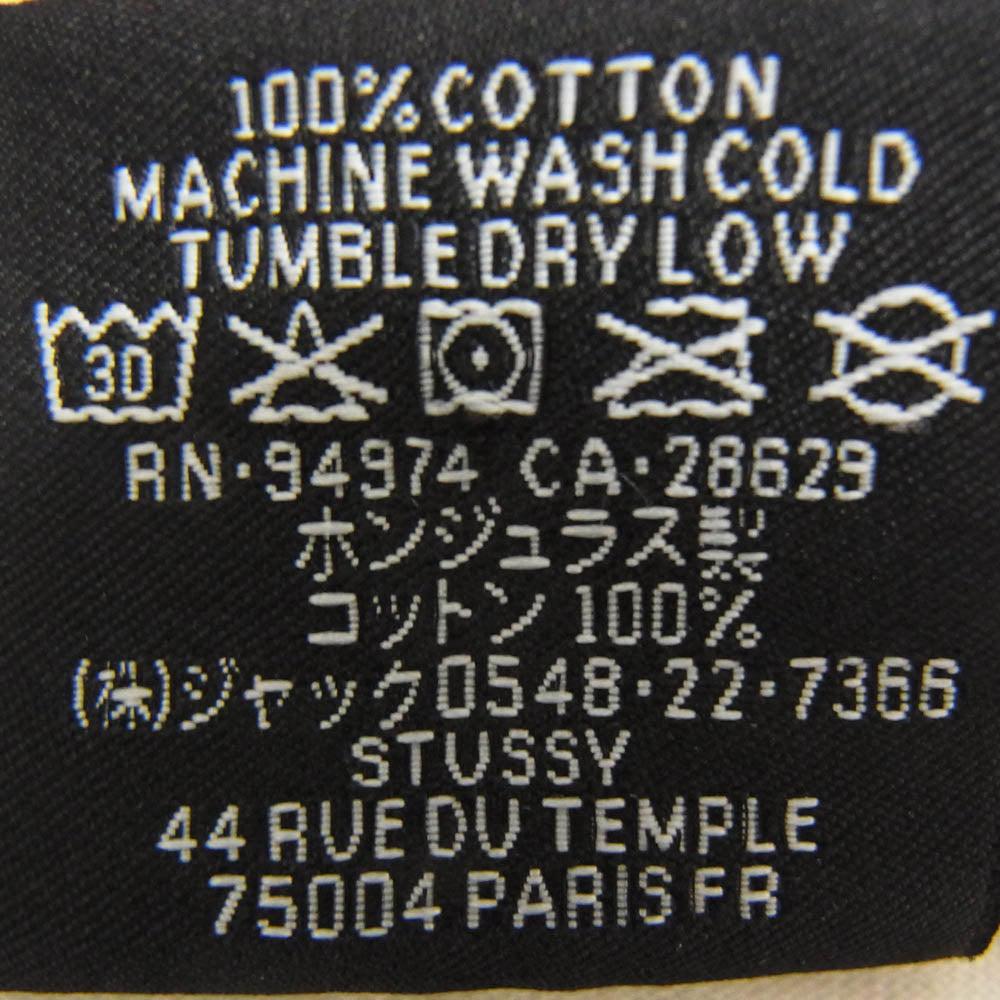 100% COTTON
MACHINE WASH COLD
TUMBLE DRY LOW
30
RN·94974 CA·28629
ホンジュラス製
コットン 100%
(株)ジャック0548·22·7366
STUSSY
44 RUE DU TEMPLE
75004 PARIS FR